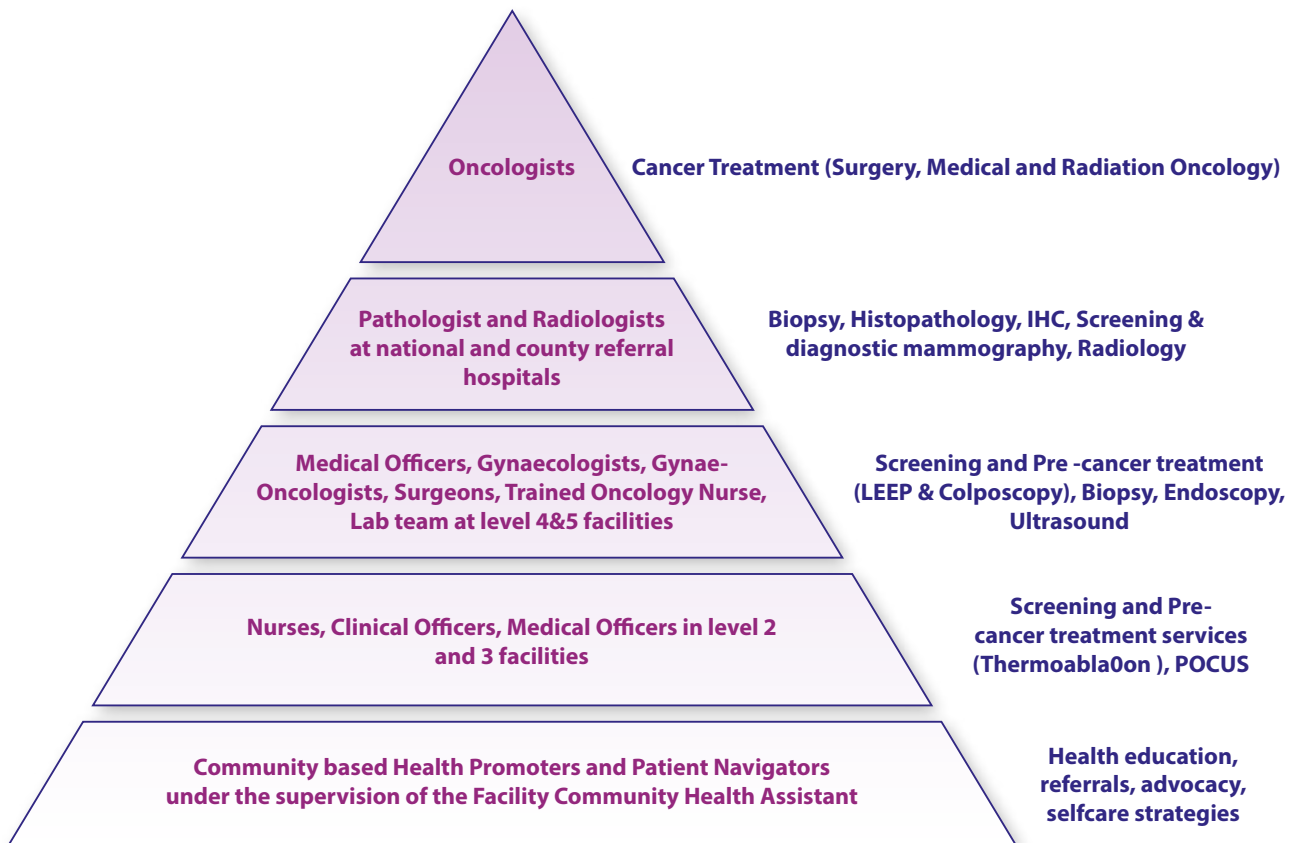 Oncologists
Cancer Treatment (Surgery, Medical and Radiation Oncology)
Pathologist and Radiologists
at national and county referral
hospitals
Biopsy, Histopathology, IHC, Screening &
diagnostic mammography, Radiology
Medical Officers, Gynaecologists, Gynae-
Oncologists, Surgeons, Trained Oncology Nurse,
Lab team at level 4&5 facilities
Screening and Pre -cancer treatment
(LEEP & Colposcopy), Biopsy, Endoscopy,
Ultrasound
Nurses, Clinical Officers, Medical Officers in level 2
and 3 facilities
Screening and Pre-
cancer treatment services
(Thermoabla0on ), POCUS
Community based Health Promoters and Patient Navigators
under the supervision of the Facility Community Health Assistant
Health education,
referrals, advocacy,
selfcare strategies